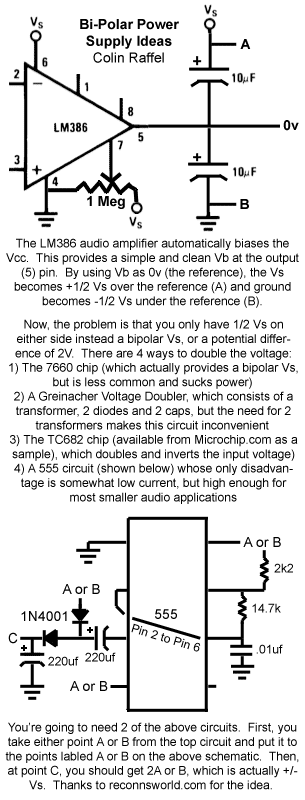 Vs
Bi-Polar Power
Supply Ideas
Colin Raffel
Vs
A
6
2
1
+
10µF
−
8
LM386
5
0v
7
+
3
+
10µF
4
1 Meg
Vs
B
The LM386 audio amplifier automatically biases the
Vcc. This provides a simple and clean Vb at the output
(5) pin. By using Vb as 0v (the reference), the Vs
becomes +1/2 Vs over the reference (A) and ground
becomes -1/2 Vs under the reference (B).
Now, the problem is that you only have 1/2 Vs on
either side instead a bipolar Vs, or a potential differ-
ence of 2V. There are 4 ways to double the voltage:
1) The 7660 chip (which actually provides a bipolar Vs,
but is less common and sucks power)
2) A Greinacher Voltage Doubler, which consists of a
transformer, 2 diodes and 2 caps, but the need for 2
transformers makes this circuit inconvenient
3) The TC682 chip (available from Microchip.com as a
sample), which doubles and inverts the input voltage)
4) A 555 circuit (shown below) whose only disadvan-
tage is somewhat low current, but high enough for
most smaller audio applications
A or B
2k2
A or B
1N4001
555
Pin 2 to Pin 6
14.7k
C
+
+
220uf
220uf
.01uf
A or B
You're going to need 2 of the above circuits. First, you
take either point A or B from the top circuit and put it to
the points labled A or B on the above schematic. Then,
at point C, you should get 2A or B, which is actually +/-
Vs. Thanks to reconnsworld.com for the idea.